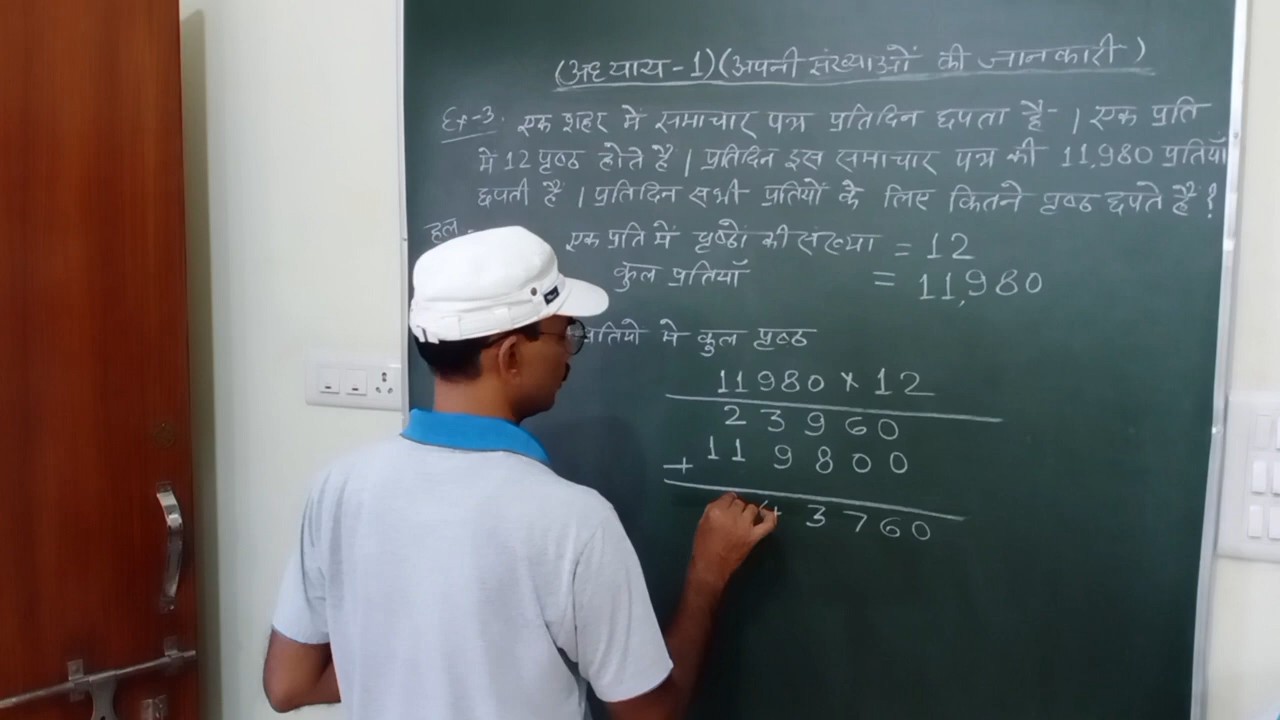 (अध्याय-1)(अपनी संख्याओं की जानकारी)
Ex-3. एक शहर में समाचार पत्र प्रतिदिन छपता है- । एक प्रति
में 12 पृष्ठ होते है । प्रतिदिन इस समाचार पत्र की 11,980 प्रतियाँ
छपती है । प्रतिदिन सभी प्रतियों के लिए कितने पृष्ठ छपते है ?
हल - एक प्रति में पृष्ठों की संख्या = 12
कुल प्रतियाँ = 11,980
में कुल पृष्ठ
11980 × 12
23960
+ 119800
43760